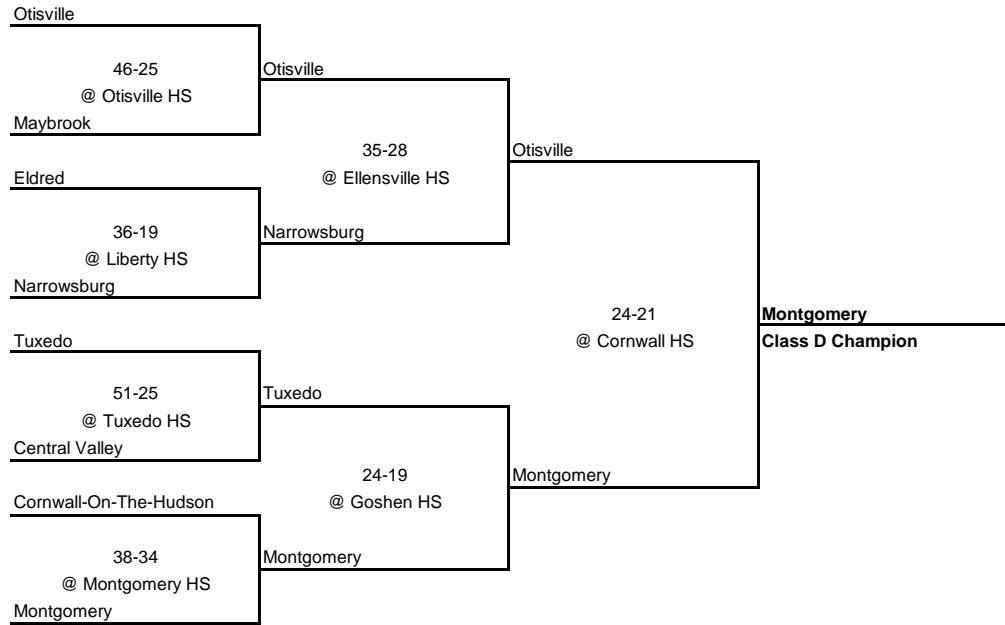 Otisville
46-25
@ Otisville HS
Maybrook
Otisville
Eldred
36-19
@ Liberty HS
Narrowsburg
Narrowsburg
35-28
@ Ellensville HS
Otisville
Tuxedo
51-25
@ Tuxedo HS
Central Valley
Tuxedo
Cornwall-On-The-Hudson
38-34
@ Montgomery HS
Montgomery
Montgomery
24-19
@ Goshen HS
Montgomery
24-21
@ Cornwall HS
Montgomery
Class D Champion